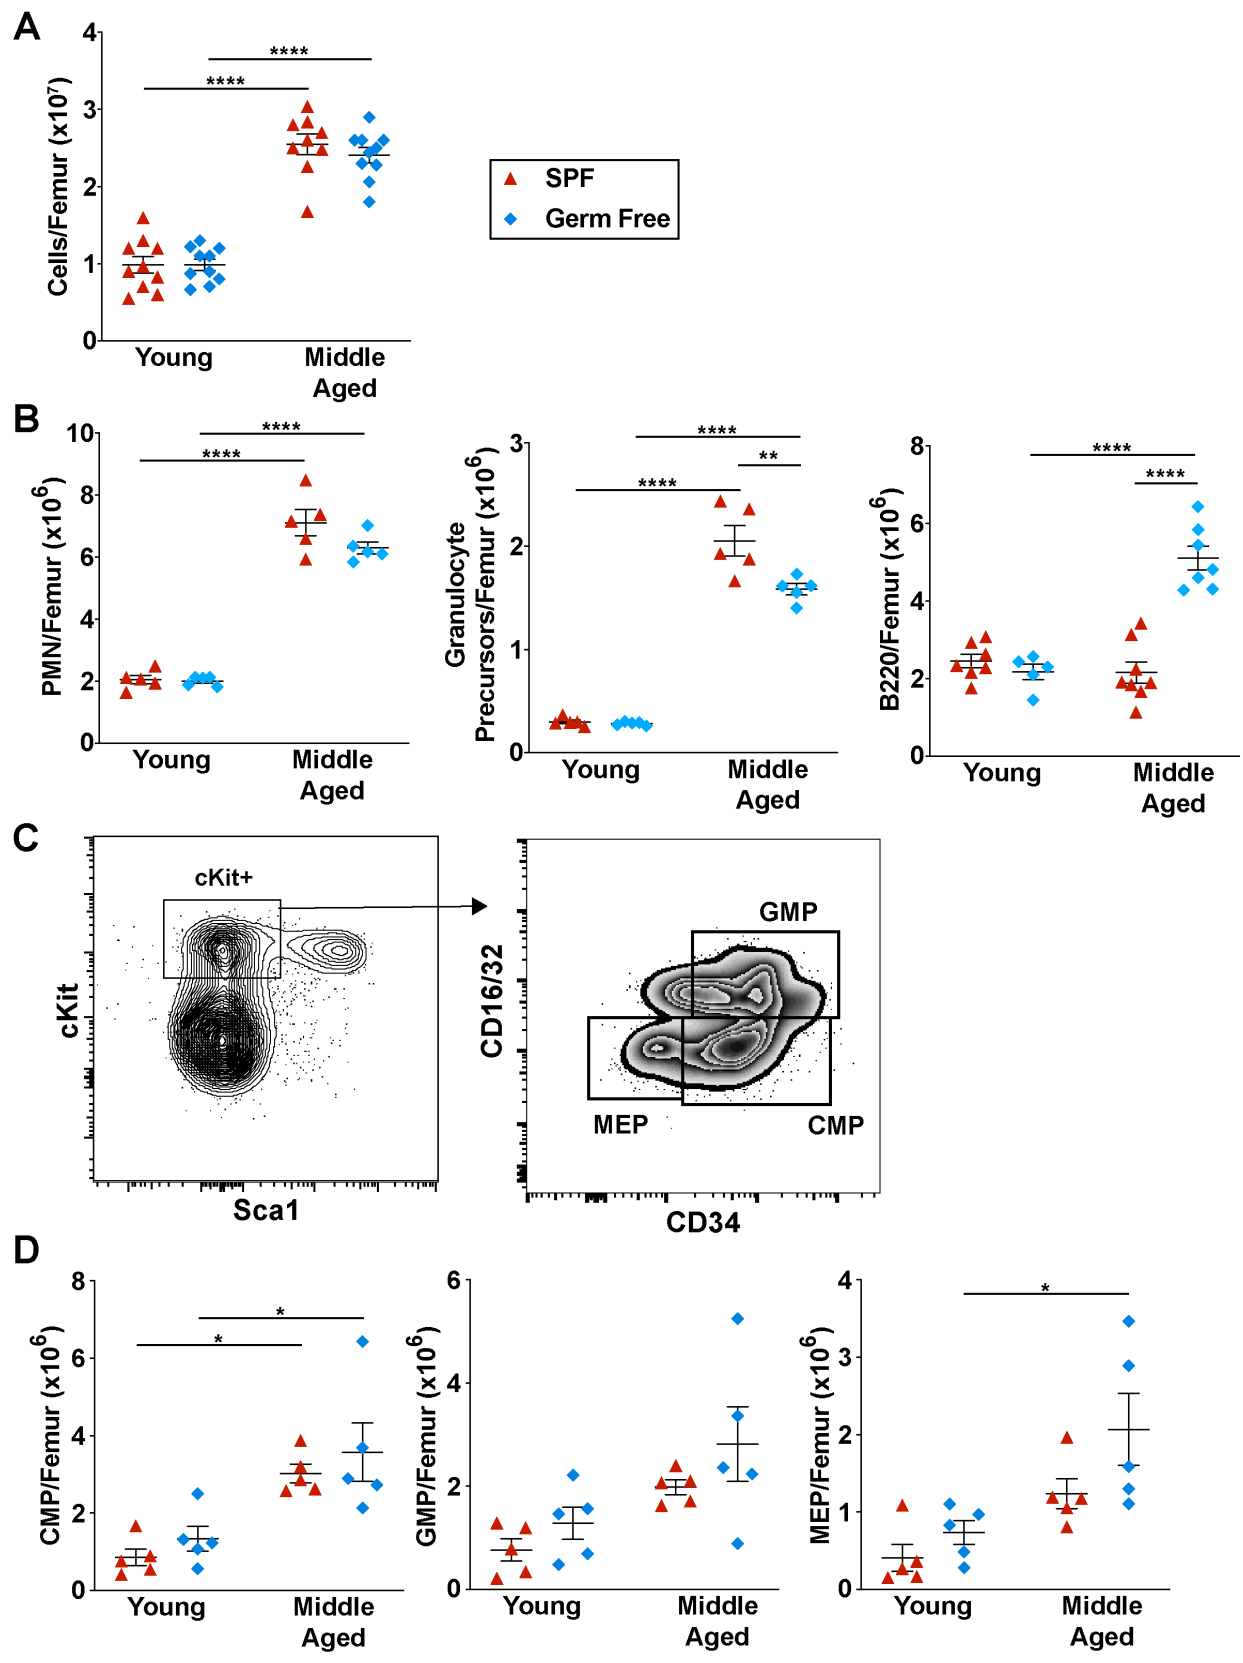 A
Cells/Femur (x10⁷)
4
3
2
1
0
****
****
Young
Middle
Aged
SPF
Germ Free
B
PMN/Femur (x10⁶)
10
8
6
4
2
0
****
****
Young
Middle
Aged
Granulocyte
Precursors/Femur (x10⁶)
3
2
1
0
****
**
****
Young
Middle
Aged
B220/Femur (x10⁶)
8
6
4
2
0
****
****
Young
Middle
Aged
C
cKit+
cKit
Sca1
GMP
CD16/32
MEP
CMP
CD34
D
CMP/Femur (x10⁶)
8
6
4
2
0
*
*
Young
Middle
Aged
GMP/Femur (x10⁶)
6
4
2
0
Young
Middle
Aged
MEP/Femur (x10⁶)
4
3
2
1
0
*
Young
Middle
Aged